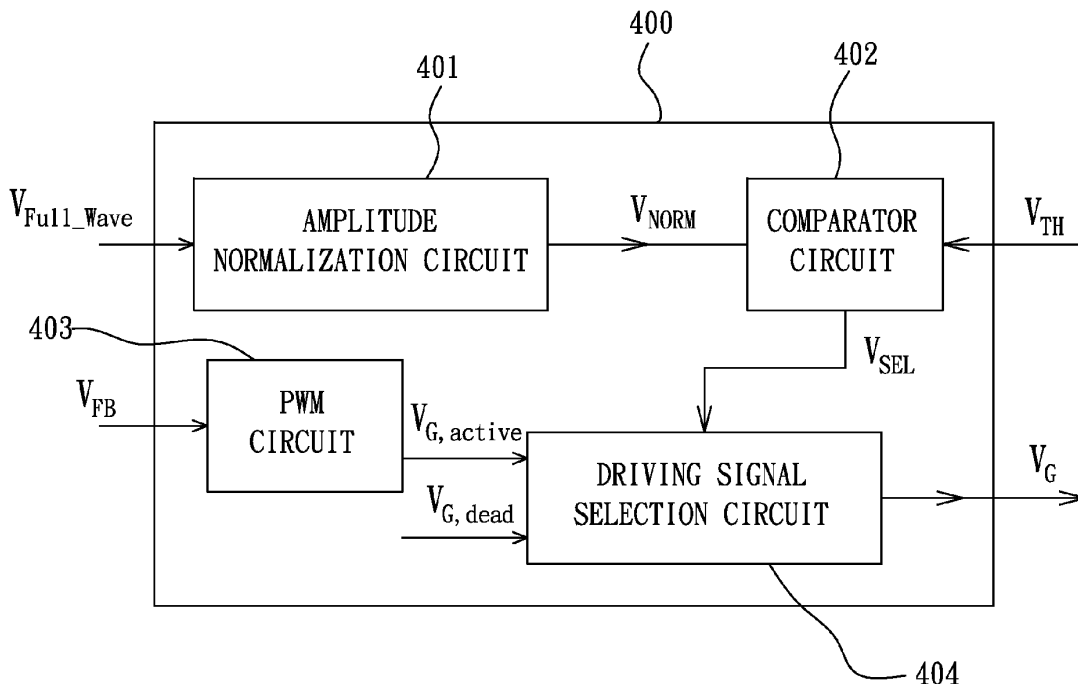 400
401
402
V_Full_Wave
AMPLITUDE
NORMALIZATION CIRCUIT
V_NORM
COMPARATOR
CIRCUIT
V_TH
403
V_SEL
V_FB
PWM
CIRCUIT
V_G,active
V_G,dead
DRIVING SIGNAL
SELECTION CIRCUIT
V_G
404